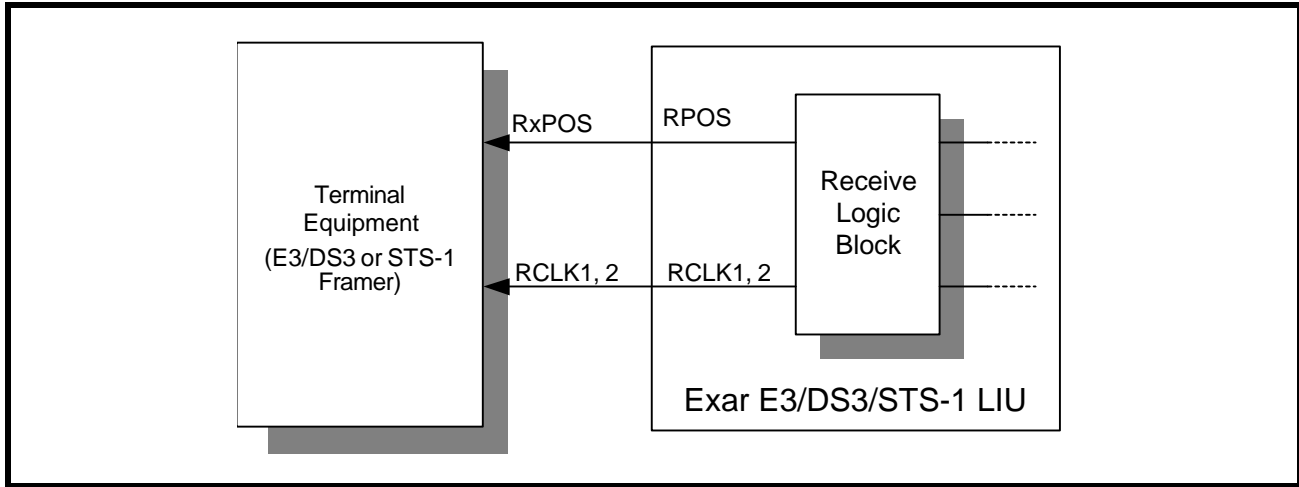 RxPOS
RPOS
Terminal
Equipment
(E3/DS3 or STS-1
Framer)
Receive
Logic
Block
RCLK1, 2
RCLK1, 2
Exar E3/DS3/STS-1 LIU